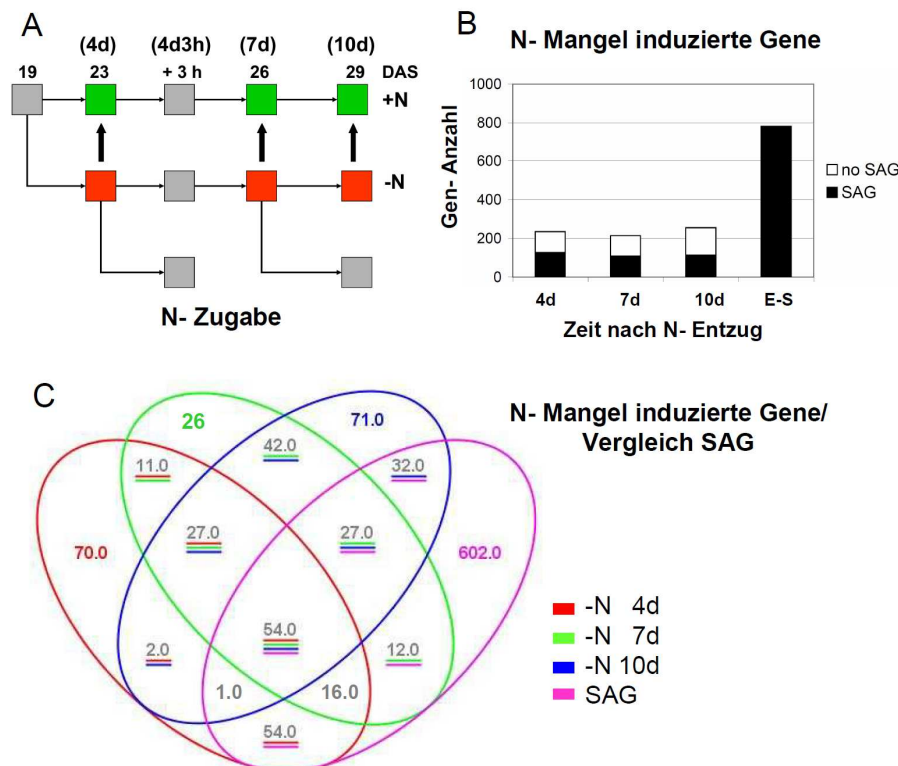 A
(4d) (4d3h) (7d) (10d)
19 23 + 3 h 26 29 DAS
+N
-N
N- Zugabe
B
N- Mangel induzierte Gene
Gen- Anzahl
1000
800
600
400
200
0
no SAG
SAG
4d 7d 10d E-S
Zeit nach N- Entzug
C
N- Mangel induzierte Gene/
Vergleich SAG
26 71.0
42.0
11.0 32.0
27.0 27.0
70.0 602.0
54.0
2.0 12.0
1.0 16.0
54.0
-N 4d
-N 7d
-N 10d
SAG